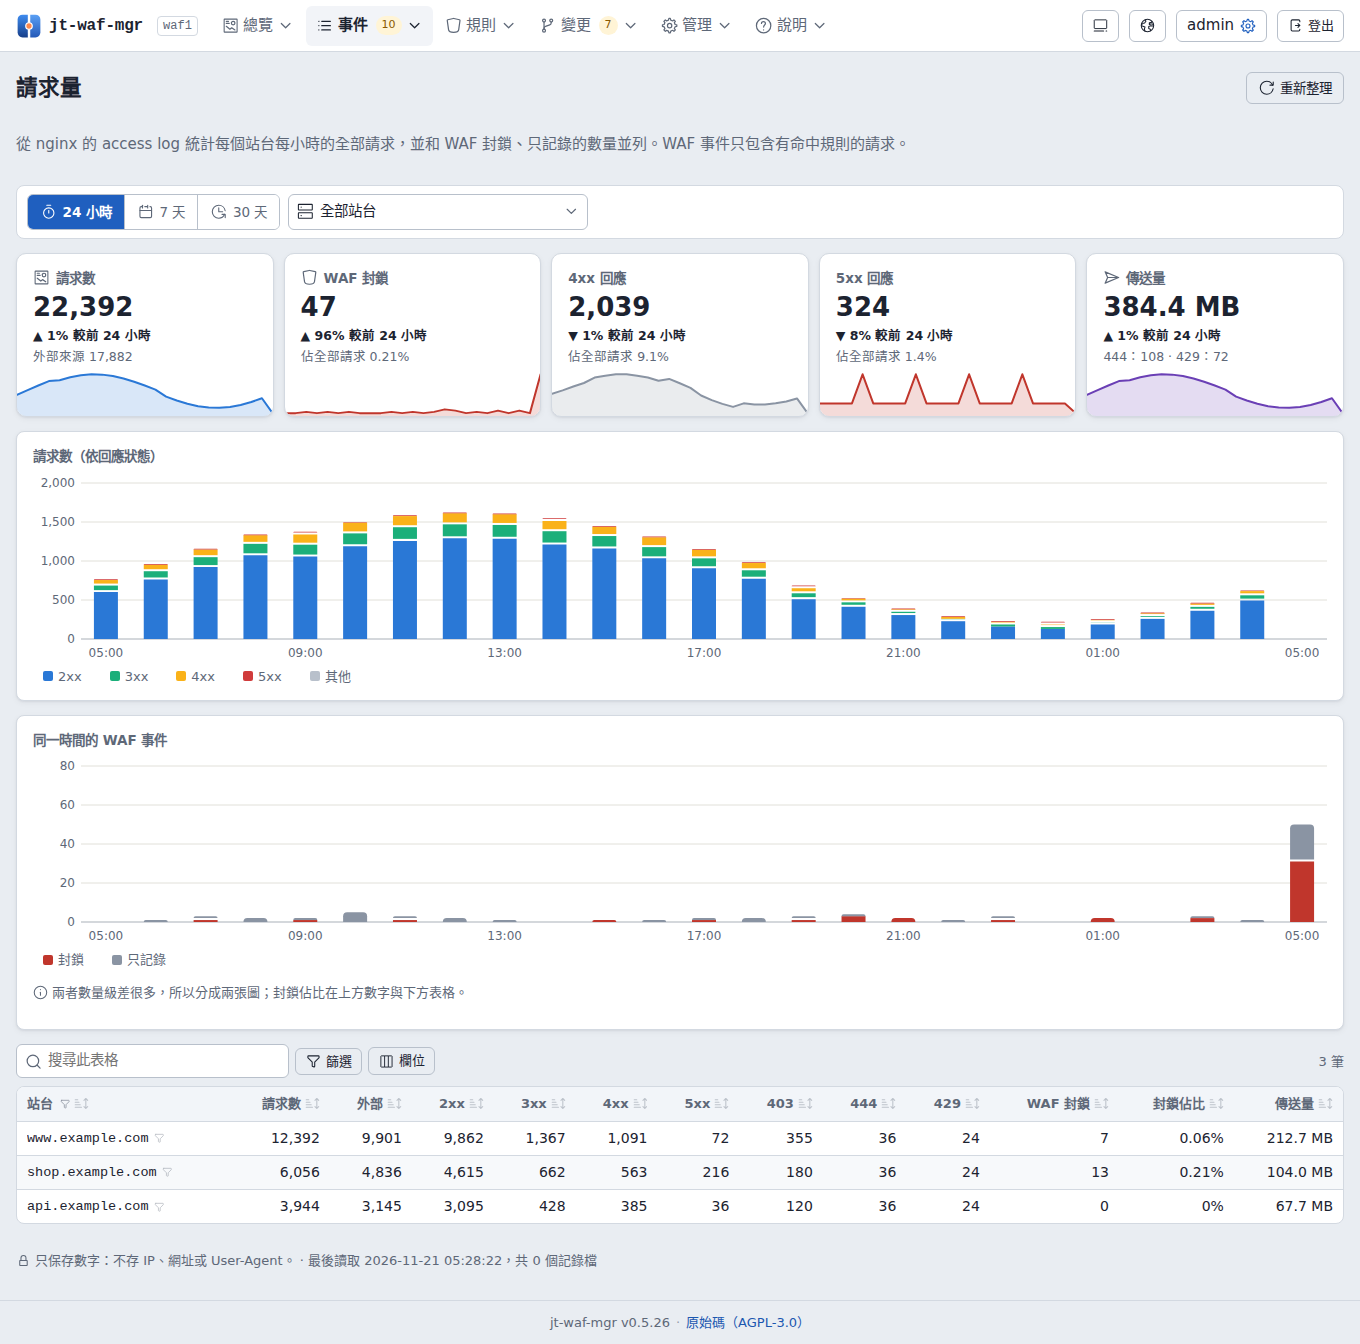 jt-waf-mgr waf1 總覽 事件 10 規則 變更 7 管理 說明 admin 登出
請求量 重新整理
從 nginx 的 access log 統計每個站台每小時的全部請求，並和 WAF 封鎖、只記錄的數量並列。WAF 事件只包含有命中規則的請求。
24 小時 7 天 30 天 全部站台
請求數 WAF 封鎖 4xx 回應 5xx 回應 傳送量
22,392 47 2,039 324 384.4 MB
▲ 1% 較前 24 小時 ▲ 96% 較前 24 小時 ▼ 1% 較前 24 小時 ▼ 8% 較前 24 小時 ▲ 1% 較前 24 小時
外部來源 17,882 佔全部請求 0.21% 佔全部請求 9.1% 佔全部請求 1.4% 444：108 · 429：72
請求數（依回應狀態）
2,000
1,500
1,000
500
0
05:00 09:00 13:00 17:00 21:00 01:00 05:00
2xx 3xx 4xx 5xx 其他
同一時間的 WAF 事件
80
60
40
20
0
05:00 09:00 13:00 17:00 21:00 01:00 05:00
封鎖 只記錄
兩者數量級差很多，所以分成兩張圖；封鎖佔比在上方數字與下方表格。
搜尋此表格 篩選 欄位 3 筆
站台 請求數 外部 2xx 3xx 4xx 5xx 403 444 429 WAF 封鎖 封鎖佔比 傳送量
www.example.com 12,392 9,901 9,862 1,367 1,091 72 355 36 24 7 0.06% 212.7 MB
shop.example.com 6,056 4,836 4,615 662 563 216 180 36 24 13 0.21% 104.0 MB
api.example.com 3,944 3,145 3,095 428 385 36 120 36 24 0 0% 67.7 MB
只保存數字：不存 IP、網址或 User-Agent。 · 最後讀取 2026-11-21 05:28:22，共 0 個記錄檔
jt-waf-mgr v0.5.26 · 原始碼（AGPL-3.0）